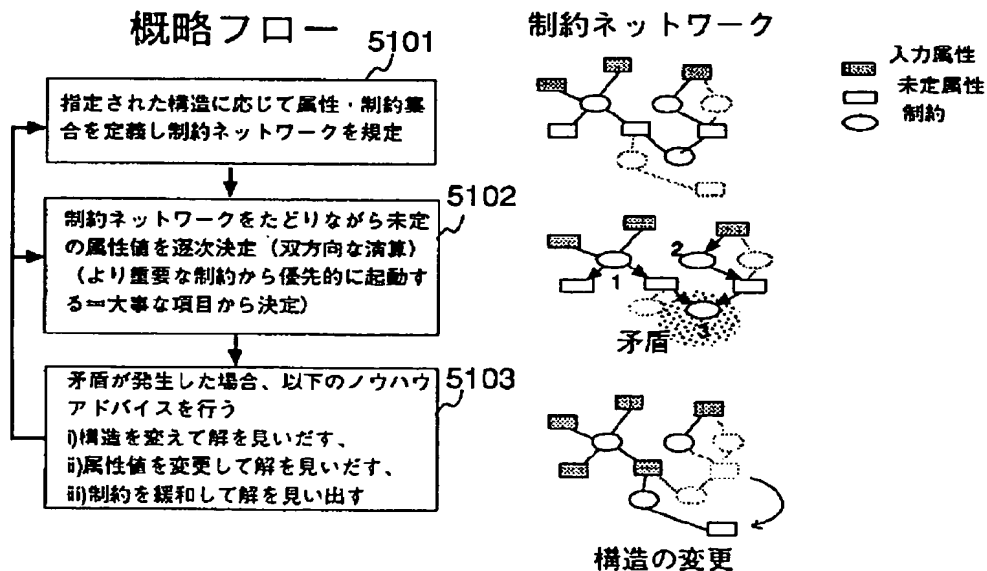 概略フロー
5101
指定された構造に応じて属性・制約集
合を定義し制約ネットワークを規定
5102
制約ネットワークをたどりながら未定
の属性値を逐次決定（双方向な演算）
（より重要な制約から優先的に起動す
る＝大事な項目から決定）
5103
矛盾が発生した場合、以下のノウハウ
アドバイスを行う
i)構造を変えて解を見いだす、
ii)属性値を変更して解を見いだす、
iii)制約を緩和して解を見い出す
制約ネットワーク
入力属性
未定属性
制約
1
2
3
矛盾
構造の変更